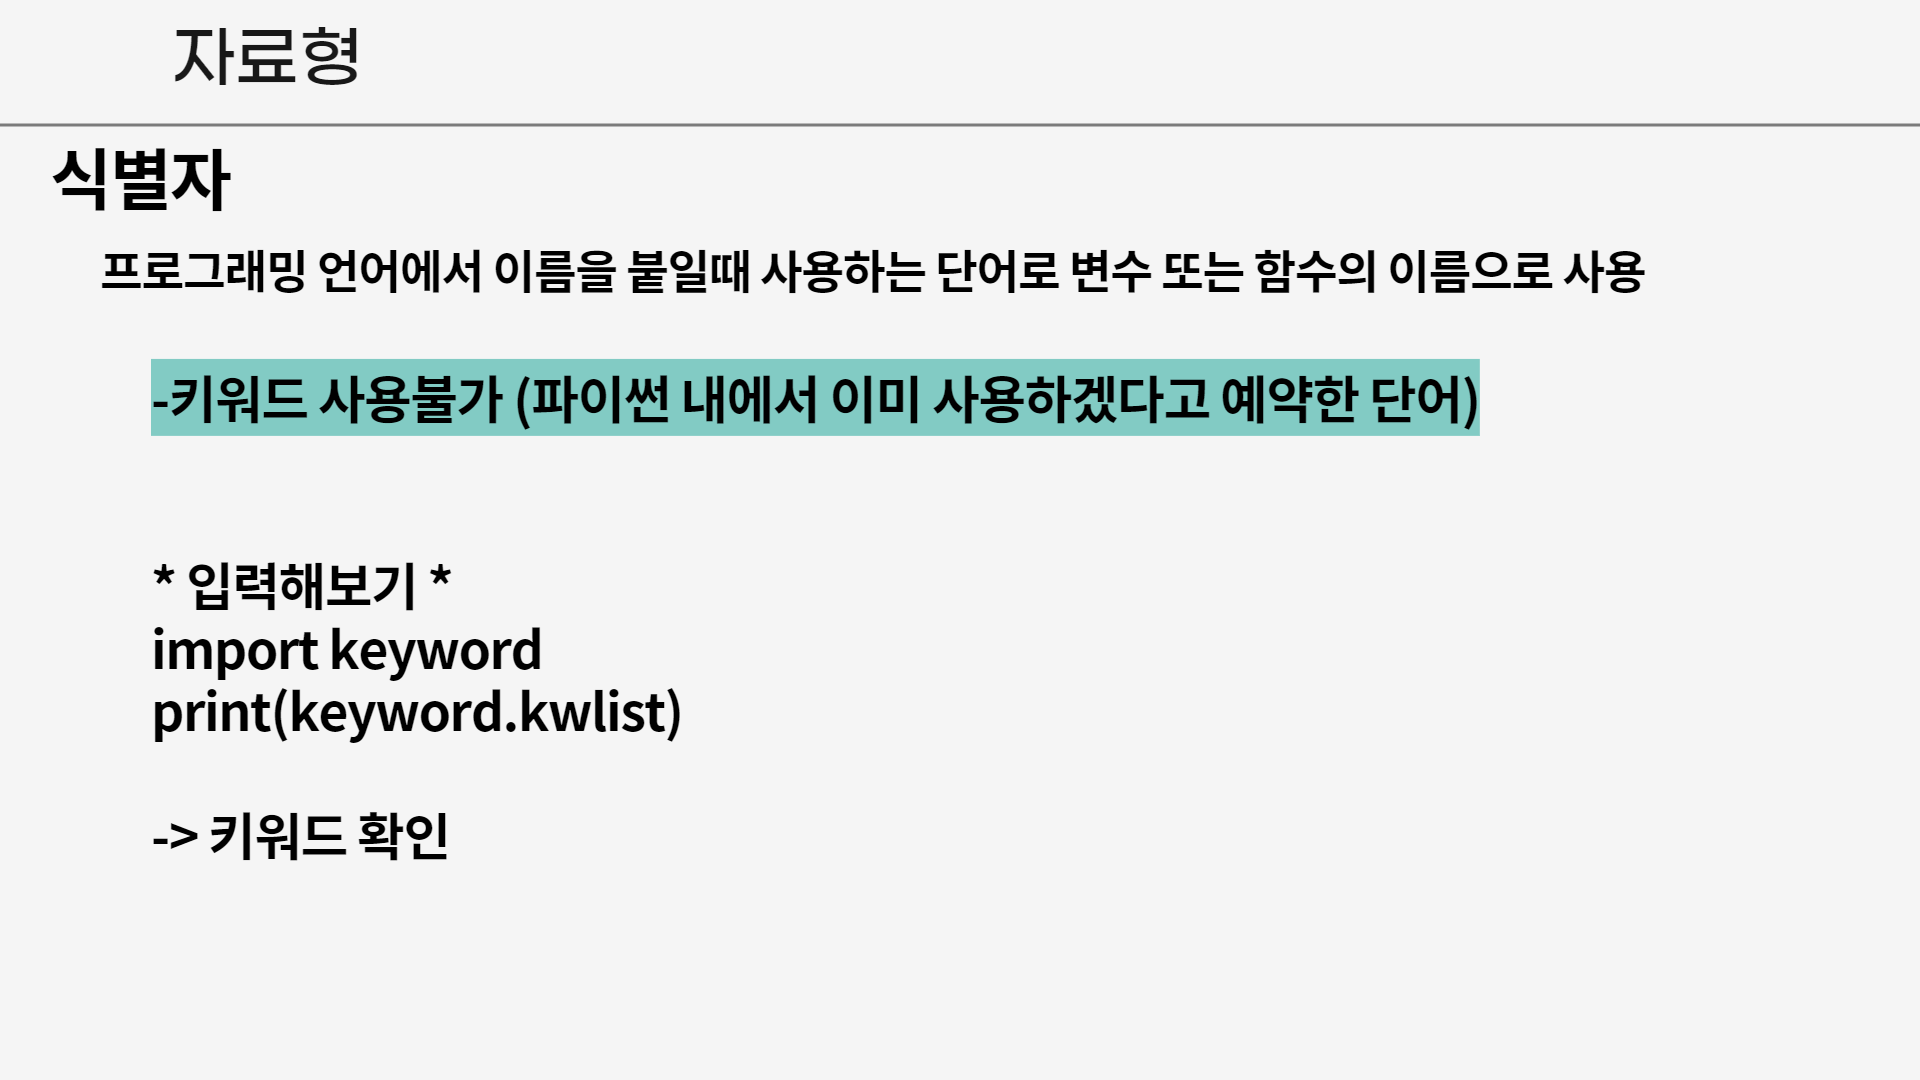 자료형
식별자
프로그래밍 언어에서 이름을 붙일때 사용하는 단어로 변수 또는 함수의 이름으로 사용
-키워드 사용불가 (파이썬 내에서 이미 사용하겠다고 예약한 단어)
* 입력해보기 *
import keyword
print(keyword.kwlist)
-> 키워드 확인